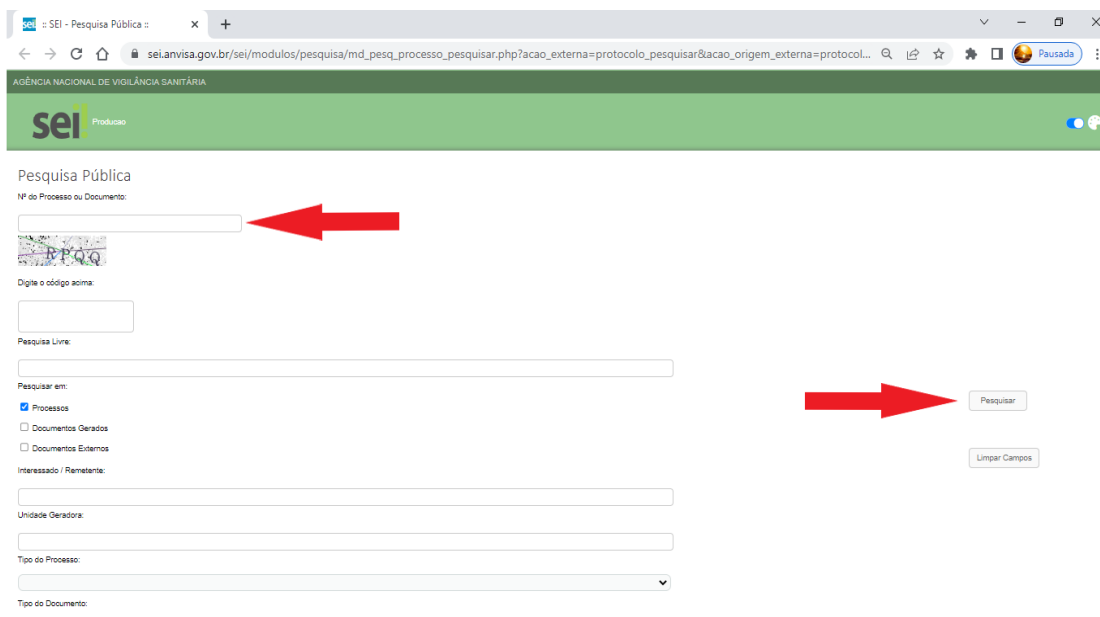 sei :: SEI - Pesquisa Pública ::
sei.anvisa.gov.br/sei/modulos/pesquisa/md_pesq_processo_pesquisar.php?acao_externa=protocolo_pesquisar&acao_origem_externa=protocol...
Pausada
AGÊNCIA NACIONAL DE VIGILÂNCIA SANITÁRIA
sei Producao
Pesquisa Pública
Nº do Processo ou Documento:
RPQQ
Digite o código acima:
Pesquisa Livre:
Pesquisar em:
Processos
Pesquisar
Documentos Gerados
Documentos Externos
Limpar Campos
Interessado / Remetente:
Unidade Geradora:
Tipo do Processo:
Tipo do Documento: